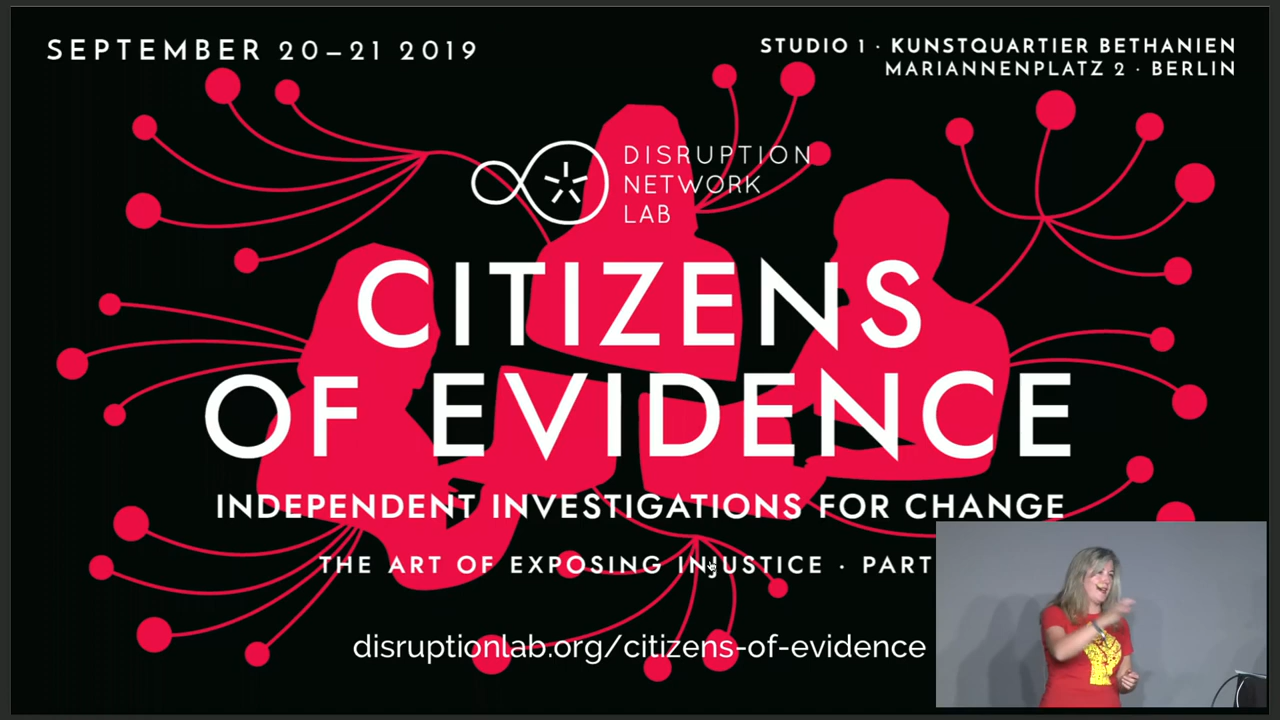 SEPTEMBER 20–21 2019
STUDIO 1 · KUNSTQUARTIER BETHANIEN
MARIANNENPLATZ 2 · BERLIN
DISRUPTION
NETWORK
LAB
CITIZENS
OF EVIDENCE
INDEPENDENT INVESTIGATIONS FOR CHANGE
THE ART OF EXPOSING INJUSTICE · PART
disruptionlab.org/citizens-of-evidence